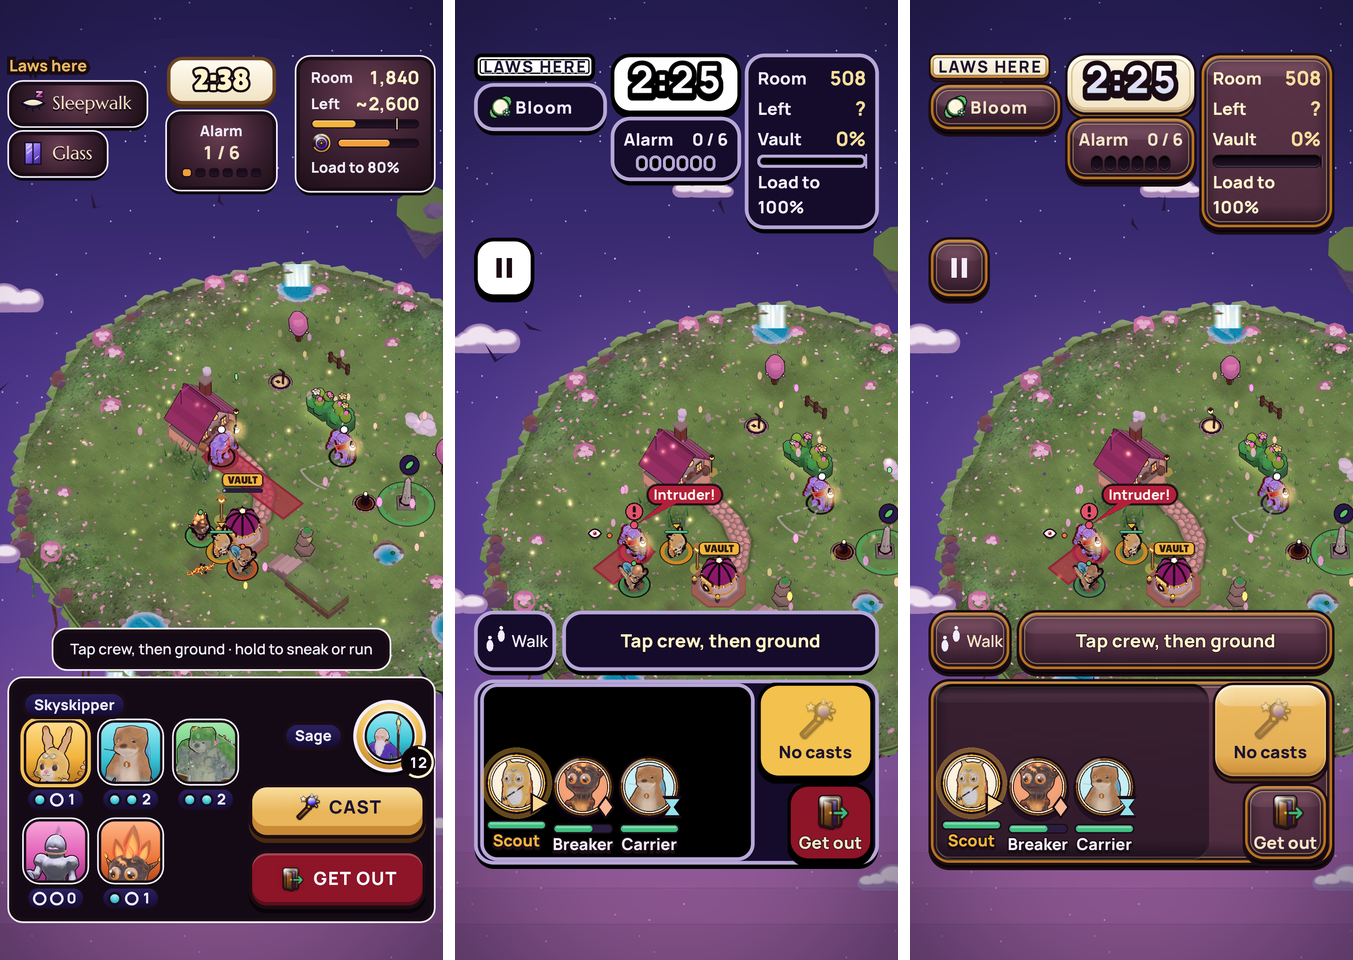 Laws here
Sleepwalk
Glass
2:38
Alarm
1 / 6
Room 1,840
Left ~2,600
Load to 80%
VAULT
Tap crew, then ground · hold to sneak or run
Skyskipper
1
2
2
0
1
Sage
12
CAST
GET OUT
LAWS HERE
Bloom
2:25
Alarm 0 / 6
000000
Room 508
Left ?
Vault 0%
Load to
100%
Intruder!
VAULT
Walk
Tap crew, then ground
No casts
Scout
Breaker
Carrier
Get out
LAWS HERE
Bloom
2:25
Alarm 0 / 6
Room 508
Left ?
Vault 0%
Load to
100%
Intruder!
VAULT
Walk
Tap crew, then ground
No casts
Scout
Breaker
Carrier
Get out